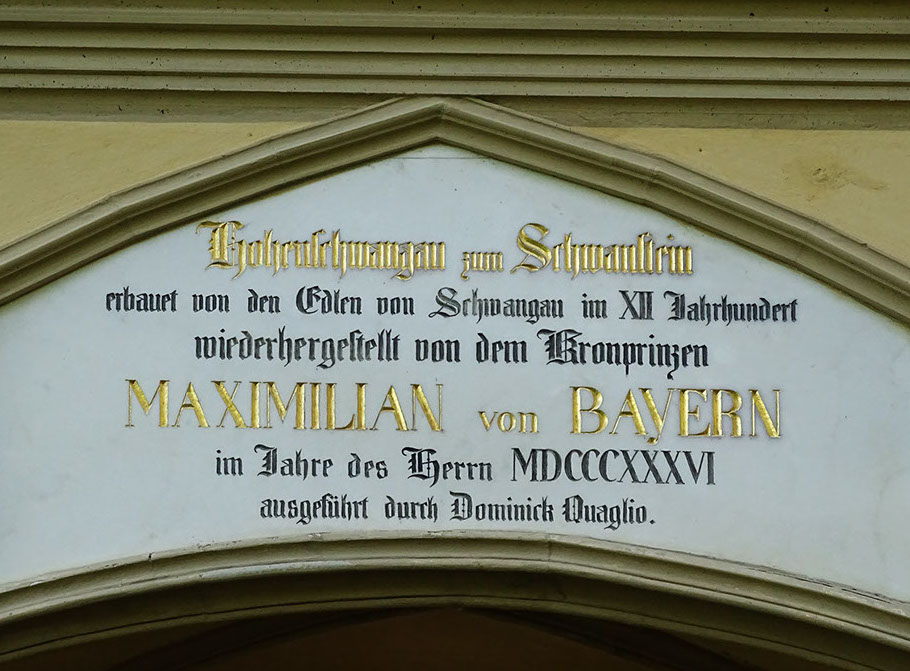 Hohenschwangau zum Schwanstein
erbauet von den Edlen von Schwangau im XII Jahrhundert
wiederhergestellt von dem Kronprinzen
MAXIMILIAN von BAYERN
im Jahre des Herrn MDCCCXXXVI
ausgeführt durch Dominick Quaglio.